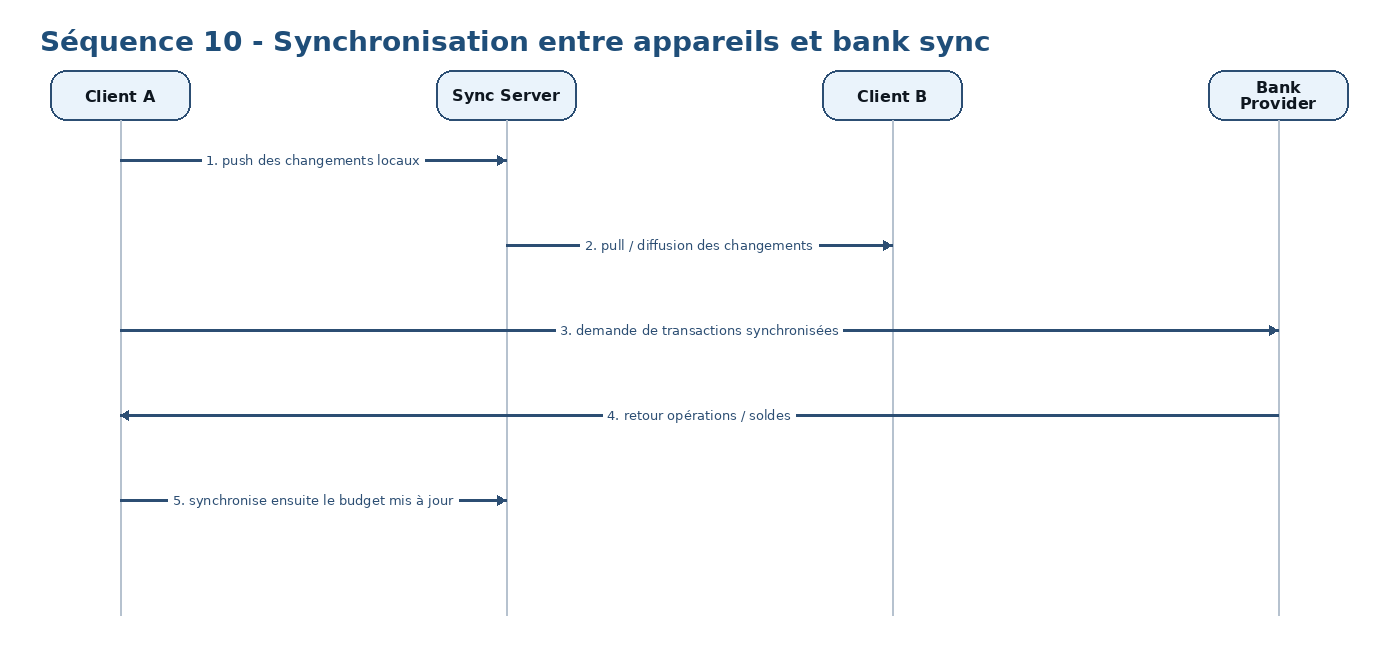 Séquence 10 - Synchronisation entre appareils et bank sync
Client A
Sync Server
Client B
Bank
Provider
1. push des changements locaux
2. pull / diffusion des changements
3. demande de transactions synchronisées
4. retour opérations / soldes
5. synchronise ensuite le budget mis à jour